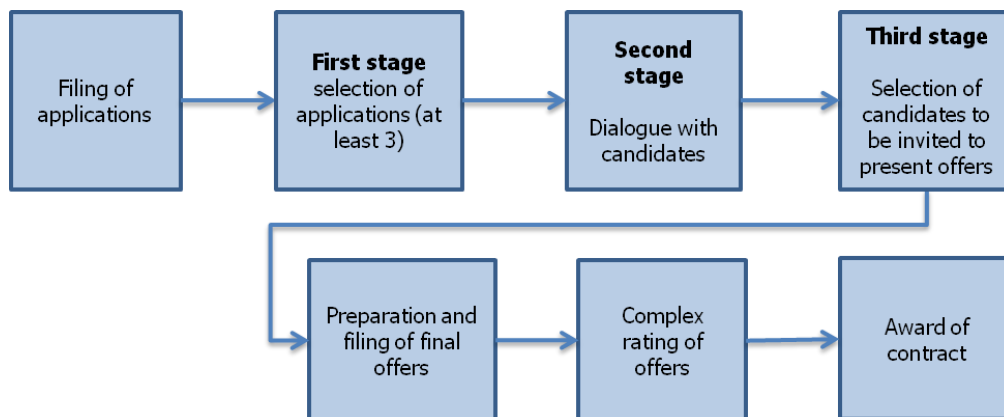 Filing of
applications
First stage
selection of
applications (at
least 3)
Second
stage
Dialogue with
candidates
Third stage
Selection of
candidates to
be invited to
present offers
Preparation and
filing of final
offers
Complex
rating of
offers
Award of
contract